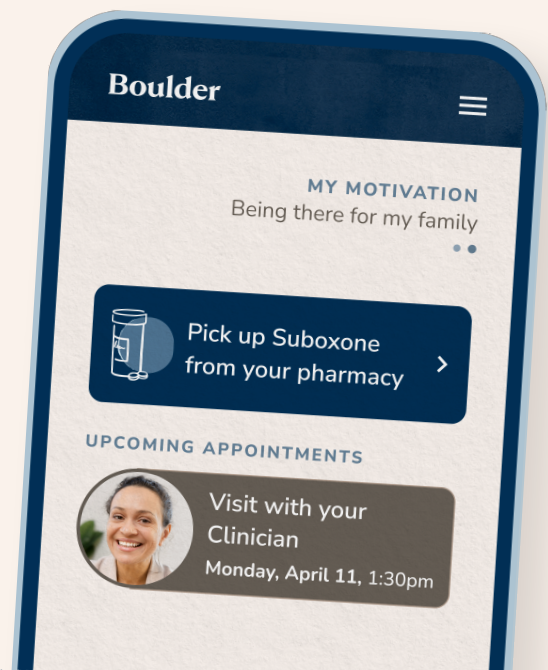 Boulder
MY MOTIVATION
Being there for my family
Pick up Suboxone
from your pharmacy
UPCOMING APPOINTMENTS
Visit with your
Clinician
Monday, April 11, 1:30pm